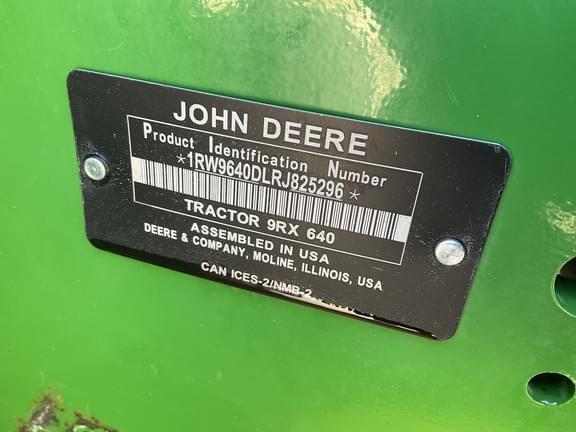 JOHN DEERE
Product Identification Number
*1RW9640DLRJ825296*
TRACTOR 9RX 640
ASSEMBLED IN USA
DEERE & COMPANY, MOLINE, ILLINOIS, USA
CAN ICES-2/NMB-2